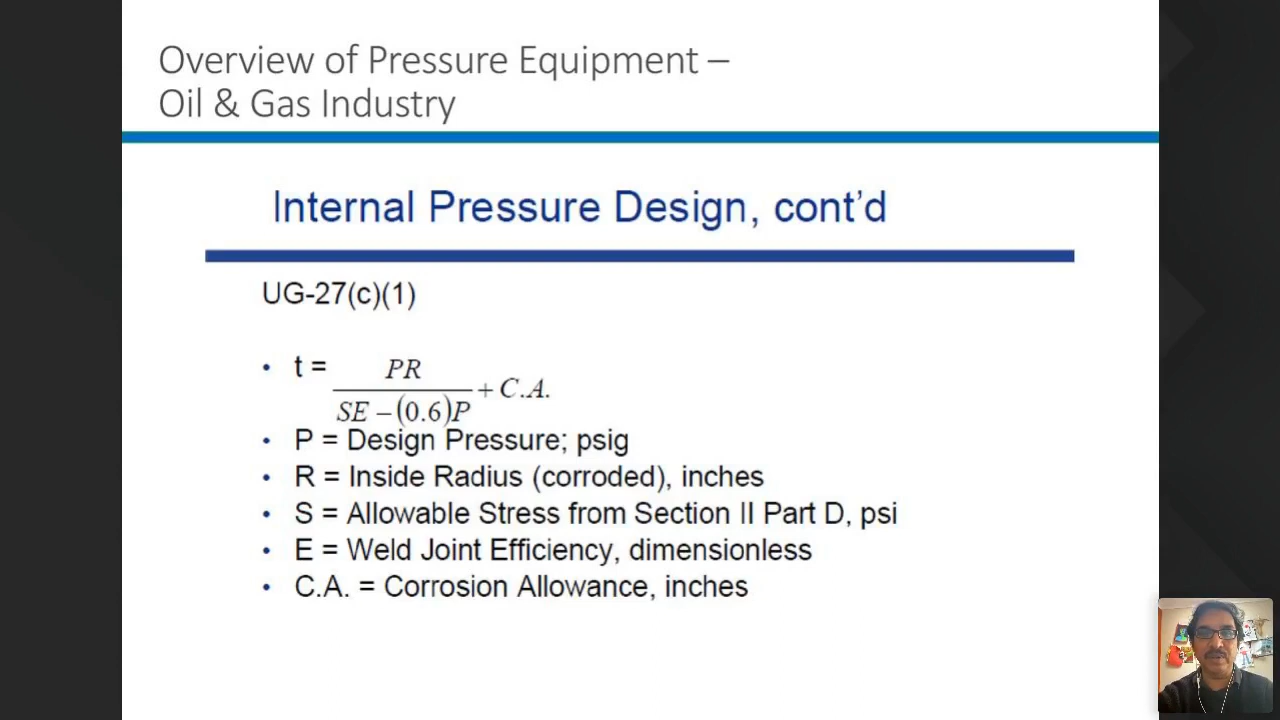 Overview of Pressure Equipment –
Oil & Gas Industry
Internal Pressure Design, cont’d
UG-27(c)(1)
• t = PR / SE – (0.6)P + C.A.
• P = Design Pressure; psig
• R = Inside Radius (corroded), inches
• S = Allowable Stress from Section II Part D, psi
• E = Weld Joint Efficiency, dimensionless
• C.A. = Corrosion Allowance, inches